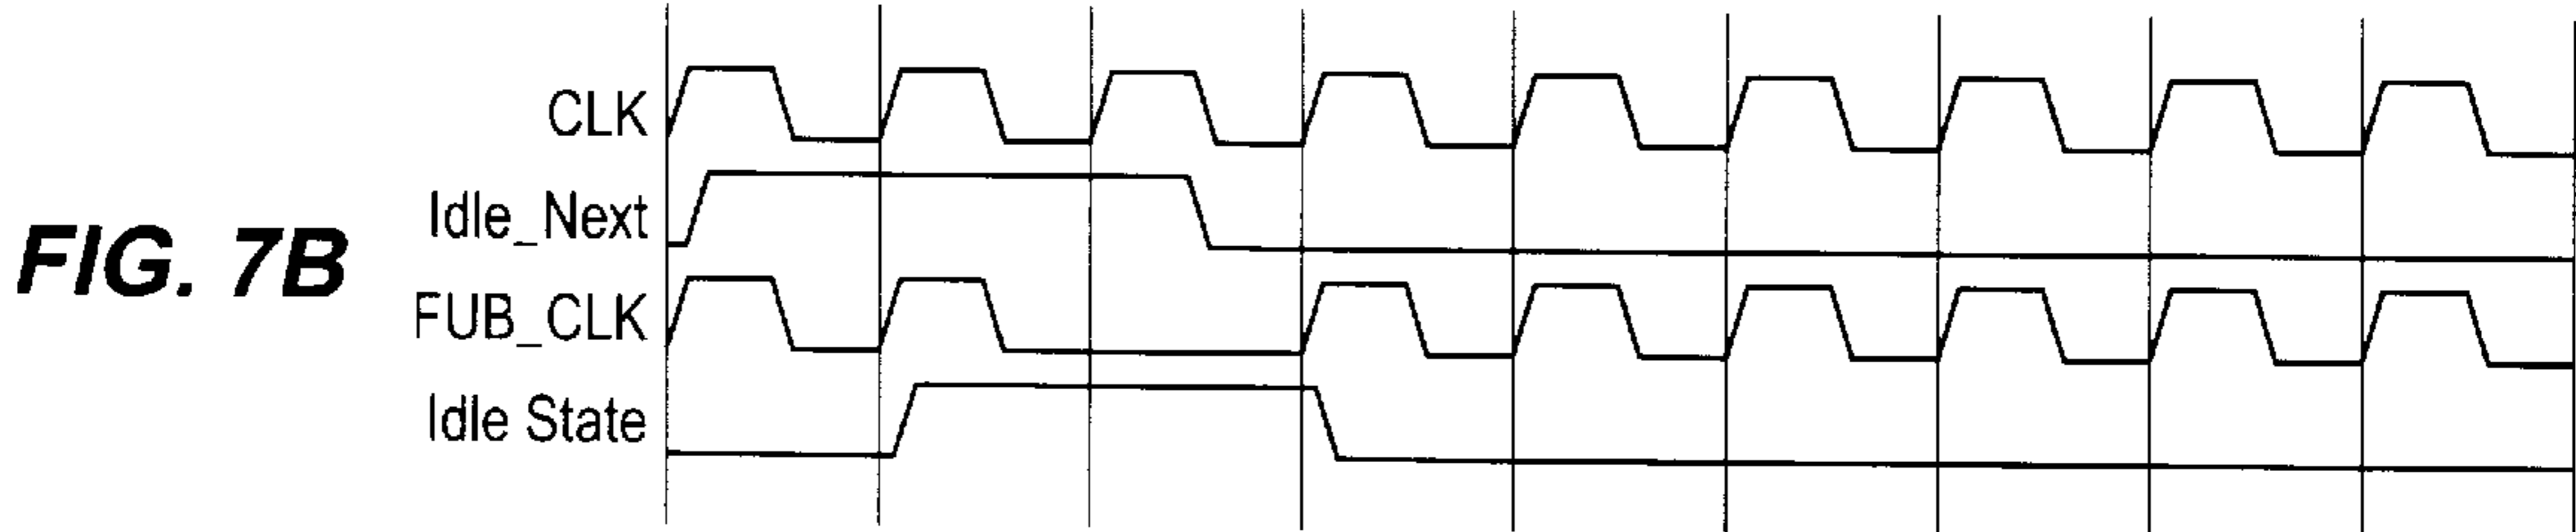 FIG. 7B
CLK
Idle_Next
FUB_CLK
Idle State